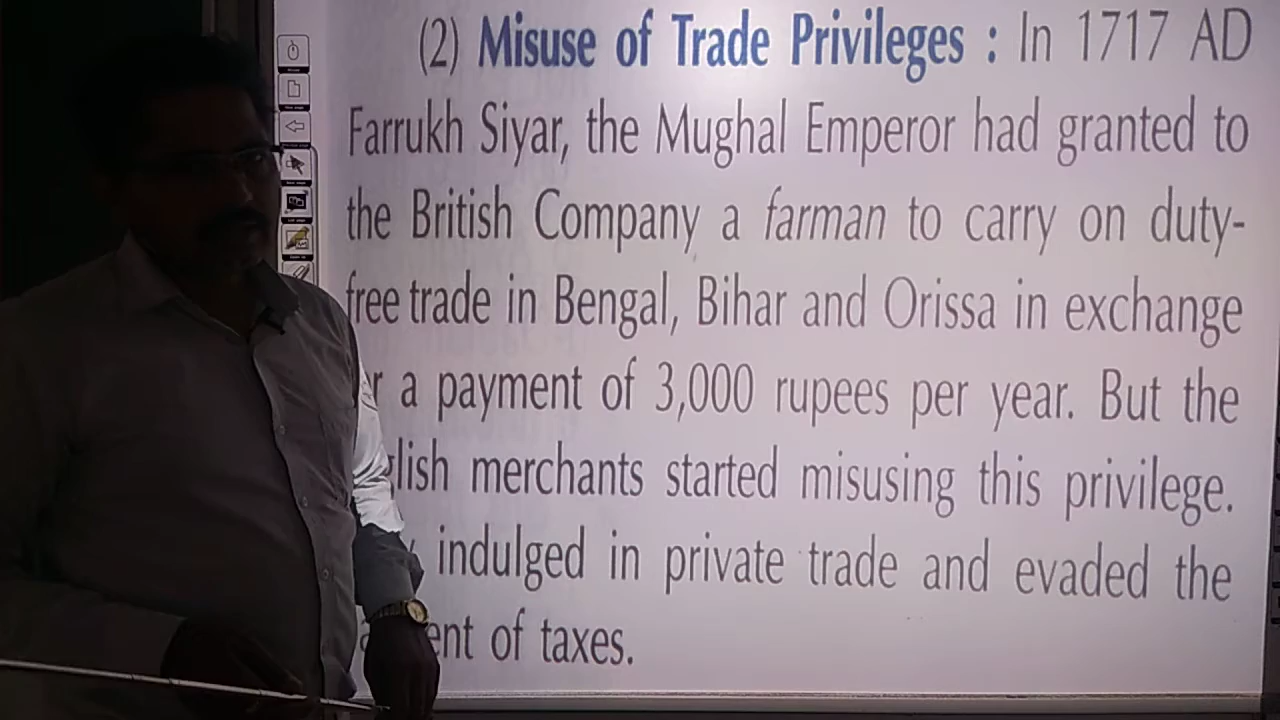 (2) Misuse of Trade Privileges : In 1717 AD
Farrukh Siyar, the Mughal Emperor had granted to
the British Company a farman to carry on duty-
free trade in Bengal, Bihar and Orissa in exchange
a payment of 3,000 rupees per year. But the
merchants started misusing this privilege.
indulged in private trade and evaded the
of taxes.